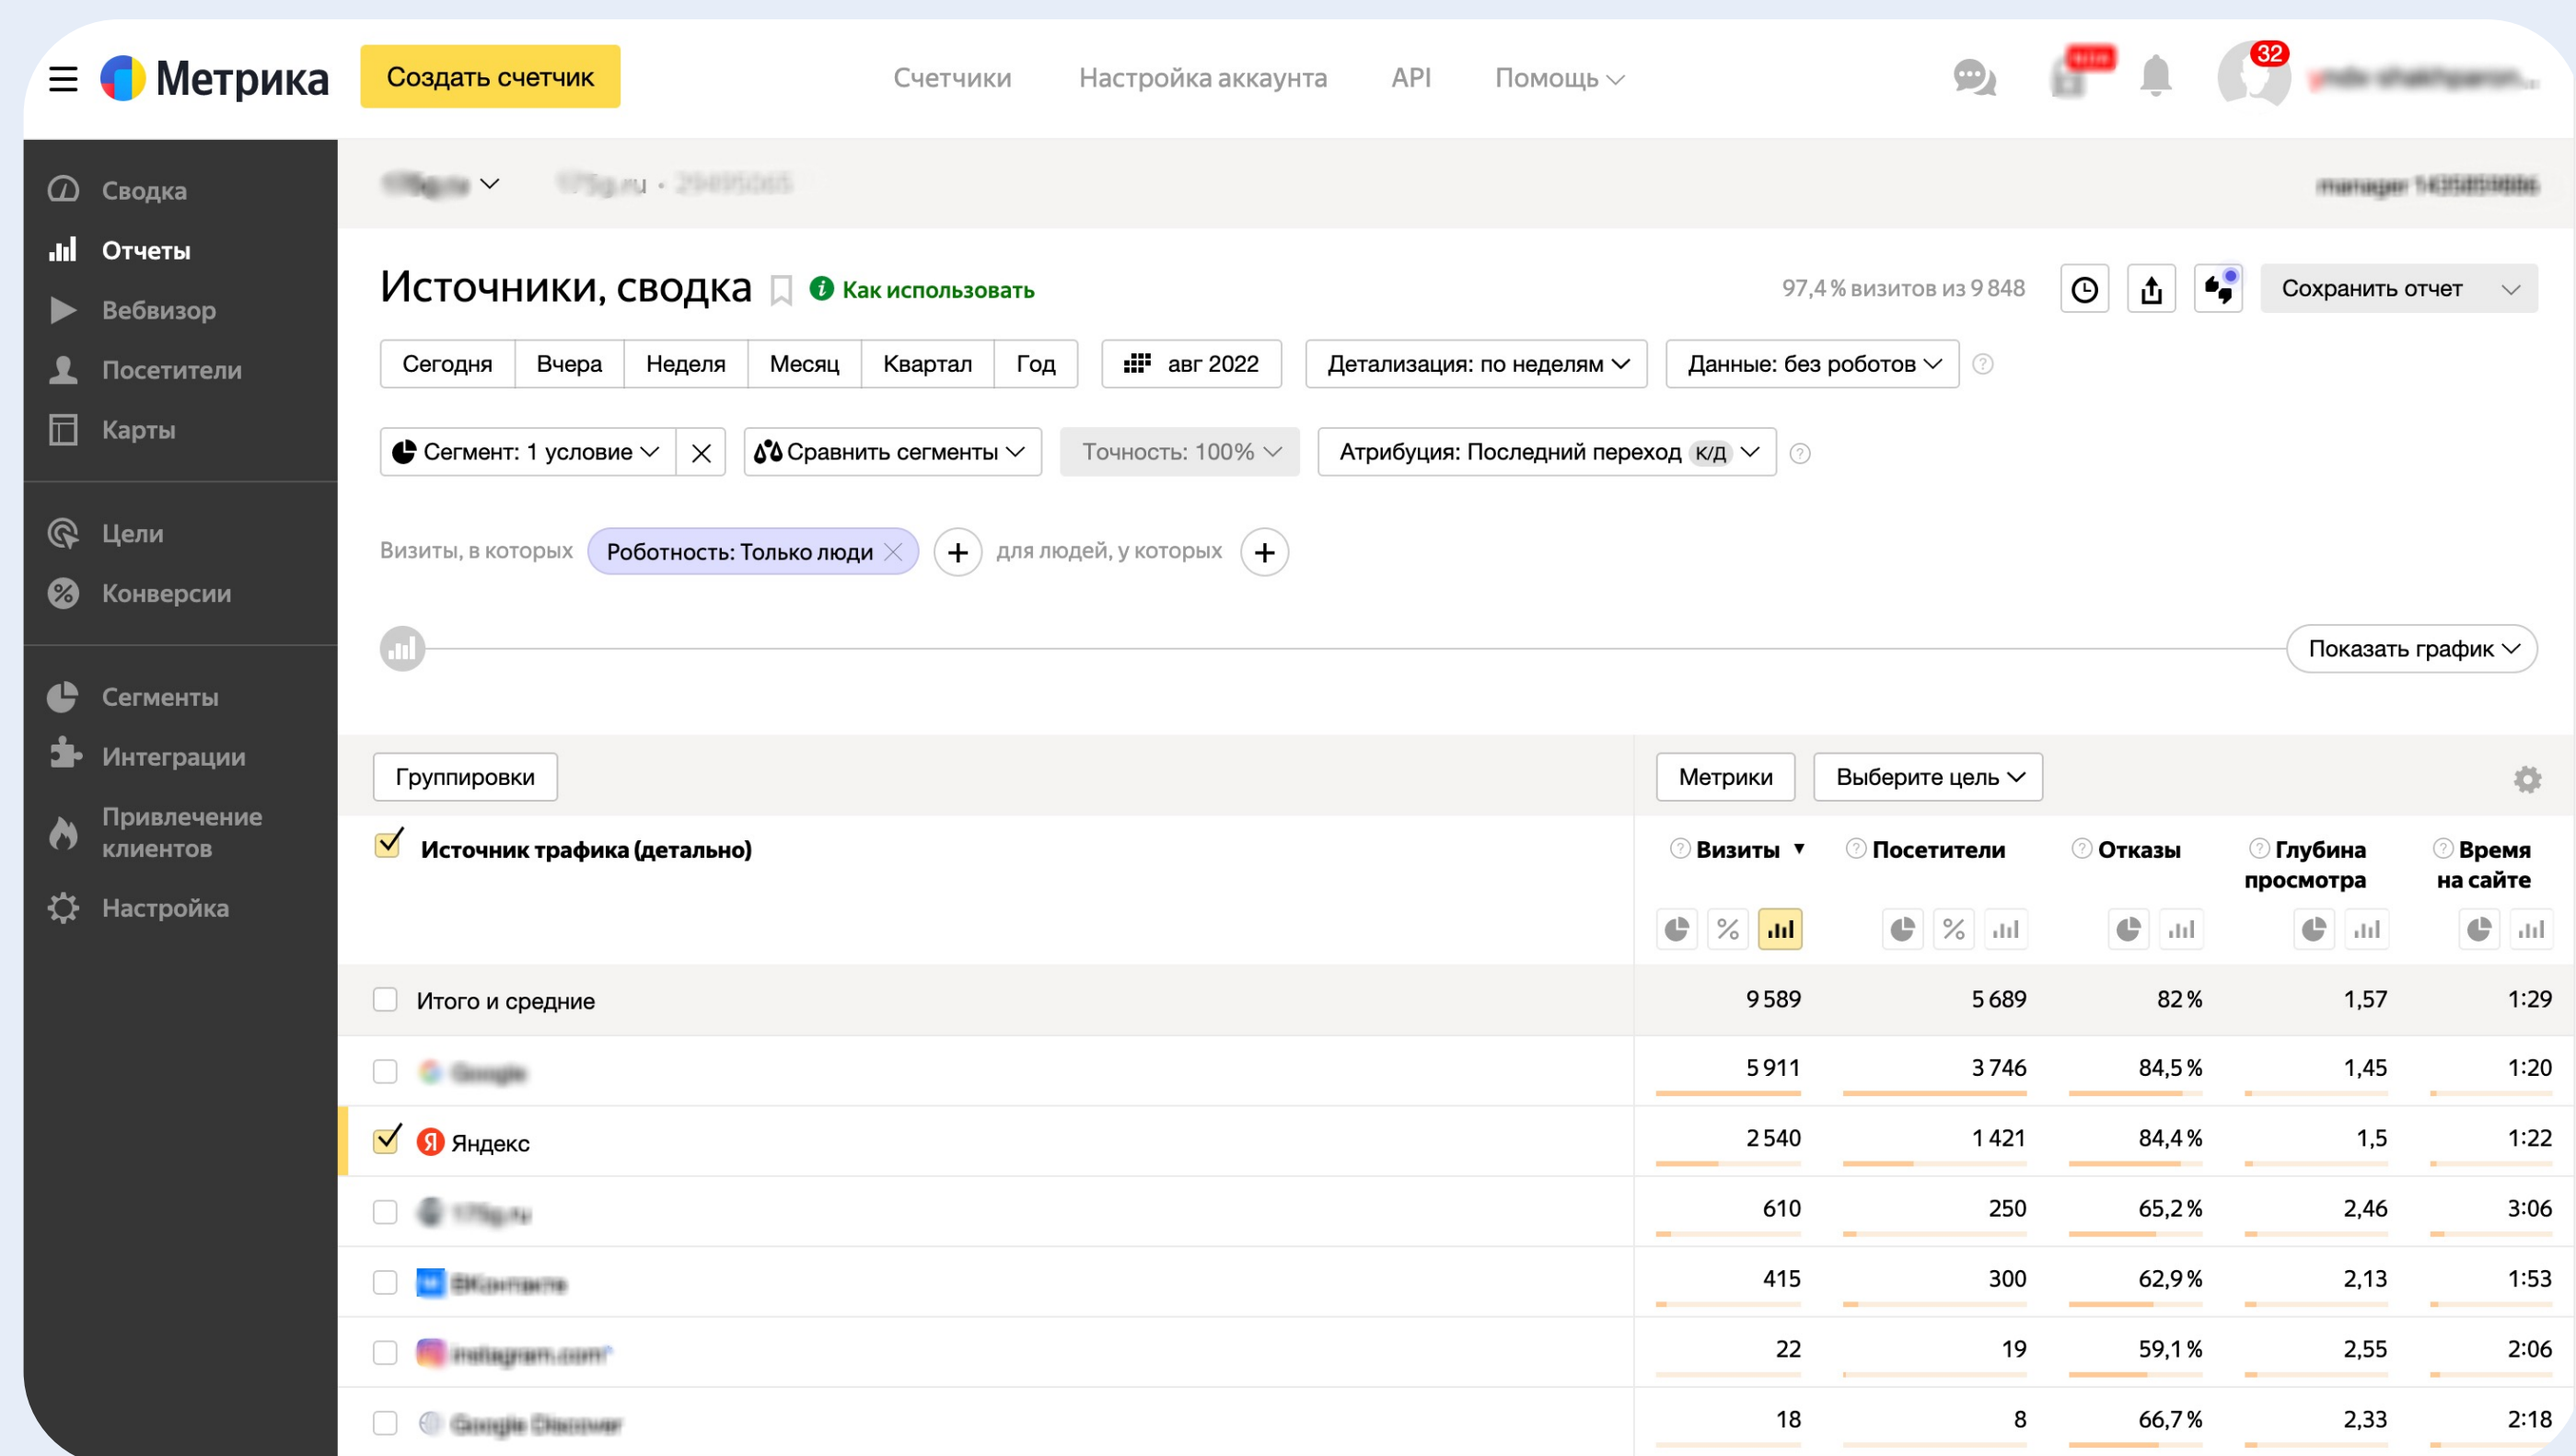 Метрика
Создать счетчик
Счетчики
Настройка аккаунта
API
Помощь
32
Сводка
Отчеты
Вебвизор
Посетители
Карты
Цели
Конверсии
Сегменты
Интеграции
Привлечение
клиентов
Настройка
Источники, сводка
Как использовать
97,4 % визитов из 9 848
Сохранить отчет
Сегодня Вчера Неделя Месяц Квартал Год
авг 2022
Детализация: по неделям
Данные: без роботов
Сегмент: 1 условие
Сравнить сегменты
Точность: 100%
Атрибуция: Последний переход К/Д
Визиты, в которых Роботность: Только люди + для людей, у которых +
Показать график
Группировки
Метрики
Выберите цель
Источник трафика (детально)
Визиты
Посетители
Отказы
Глубина
просмотра
Время
на сайте
% %
Итого и средние 9 589 5 689 82 % 1,57 1:29
Google 5 911 3 746 84,5 % 1,45 1:20
Яндекс 2 540 1 421 84,4 % 1,5 1:22
610 250 65,2 % 2,46 3:06
ВКонтакте 415 300 62,9 % 2,13 1:53
instagram.com 22 19 59,1 % 2,55 2:06
Google Discover 18 8 66,7 % 2,33 2:18